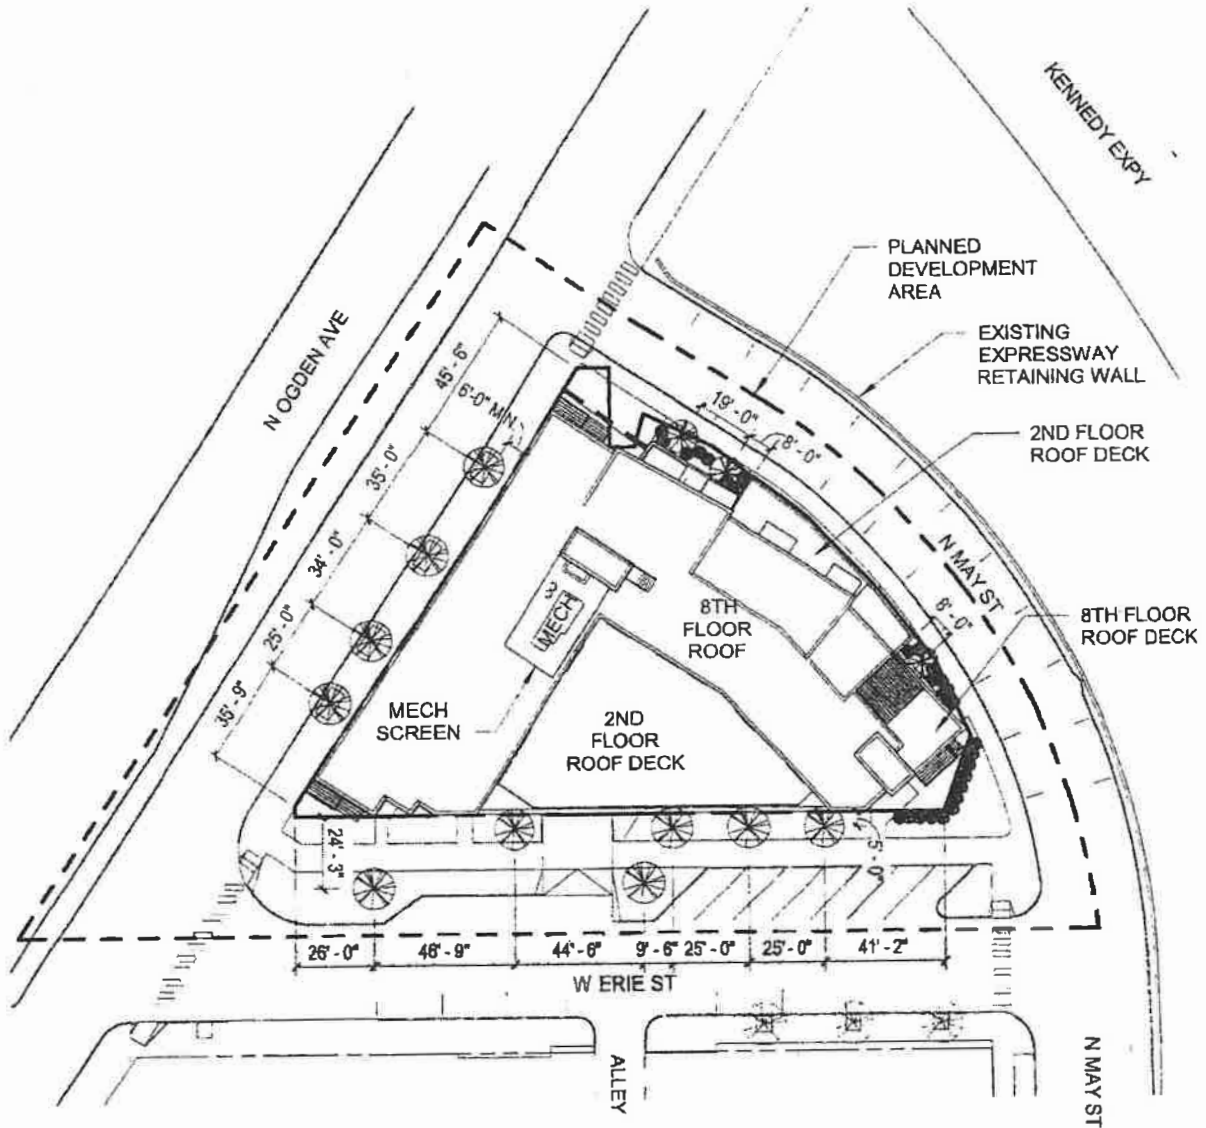 KENNEDY EXPY
PLANNED
DEVELOPMENT
AREA
EXISTING
EXPRESSWAY
RETAINING WALL
2ND FLOOR
ROOF DECK
N OGDEN AVE
45' - 6"
6'-0" MIN.
35' - 0"
34' - 0"
25' - 0"
35' - 9"
19' - 0"
8' - 0"
N MAY ST
8' - 0"
8TH FLOOR
ROOF DECK
MECH
8TH
FLOOR
ROOF
MECH
SCREEN
2ND
FLOOR
ROOF DECK
24' - 3"
5' - 0"
26' - 0"
46' - 9"
44' - 6"
9' - 6"
25' - 0"
25' - 0"
41' - 2"
W ERIE ST
ALLEY
N MAY ST